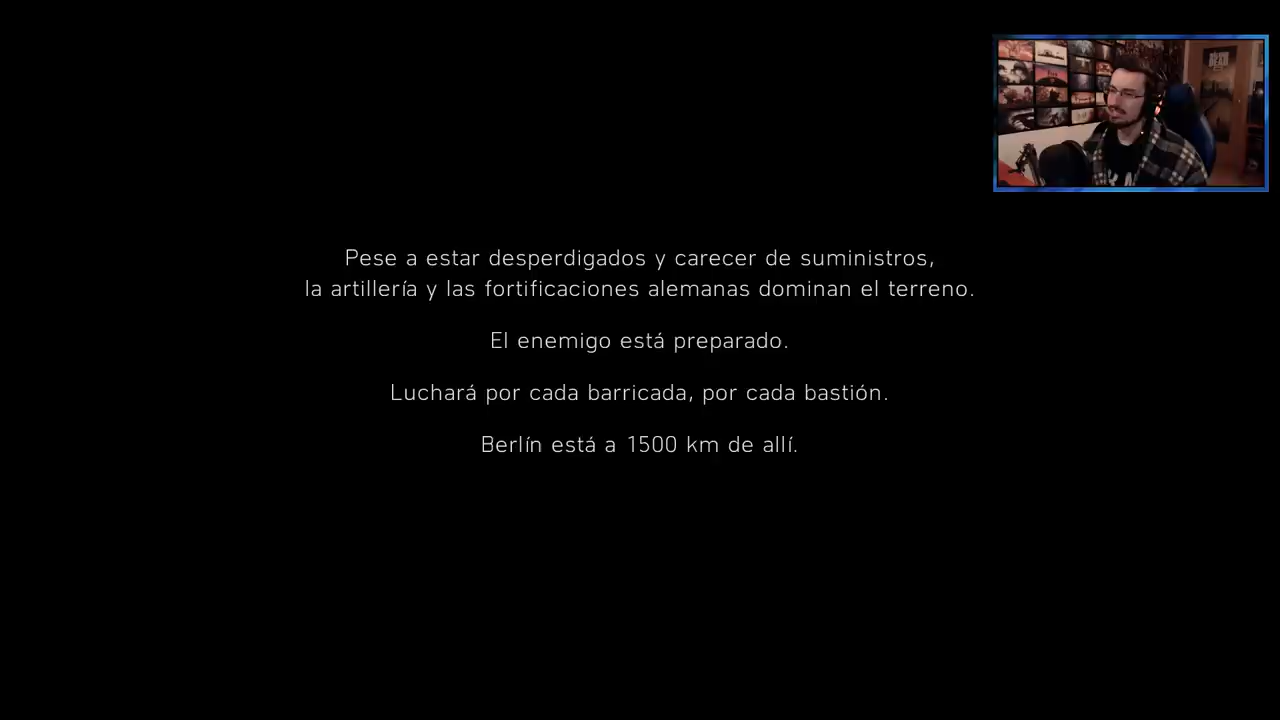 Pese a estar desperdigados y carecer de suministros,
la artillería y las fortificaciones alemanas dominan el terreno.
El enemigo está preparado.
Luchará por cada barricada, por cada bastión.
Berlín está a 1500 km de allí.
DEAD